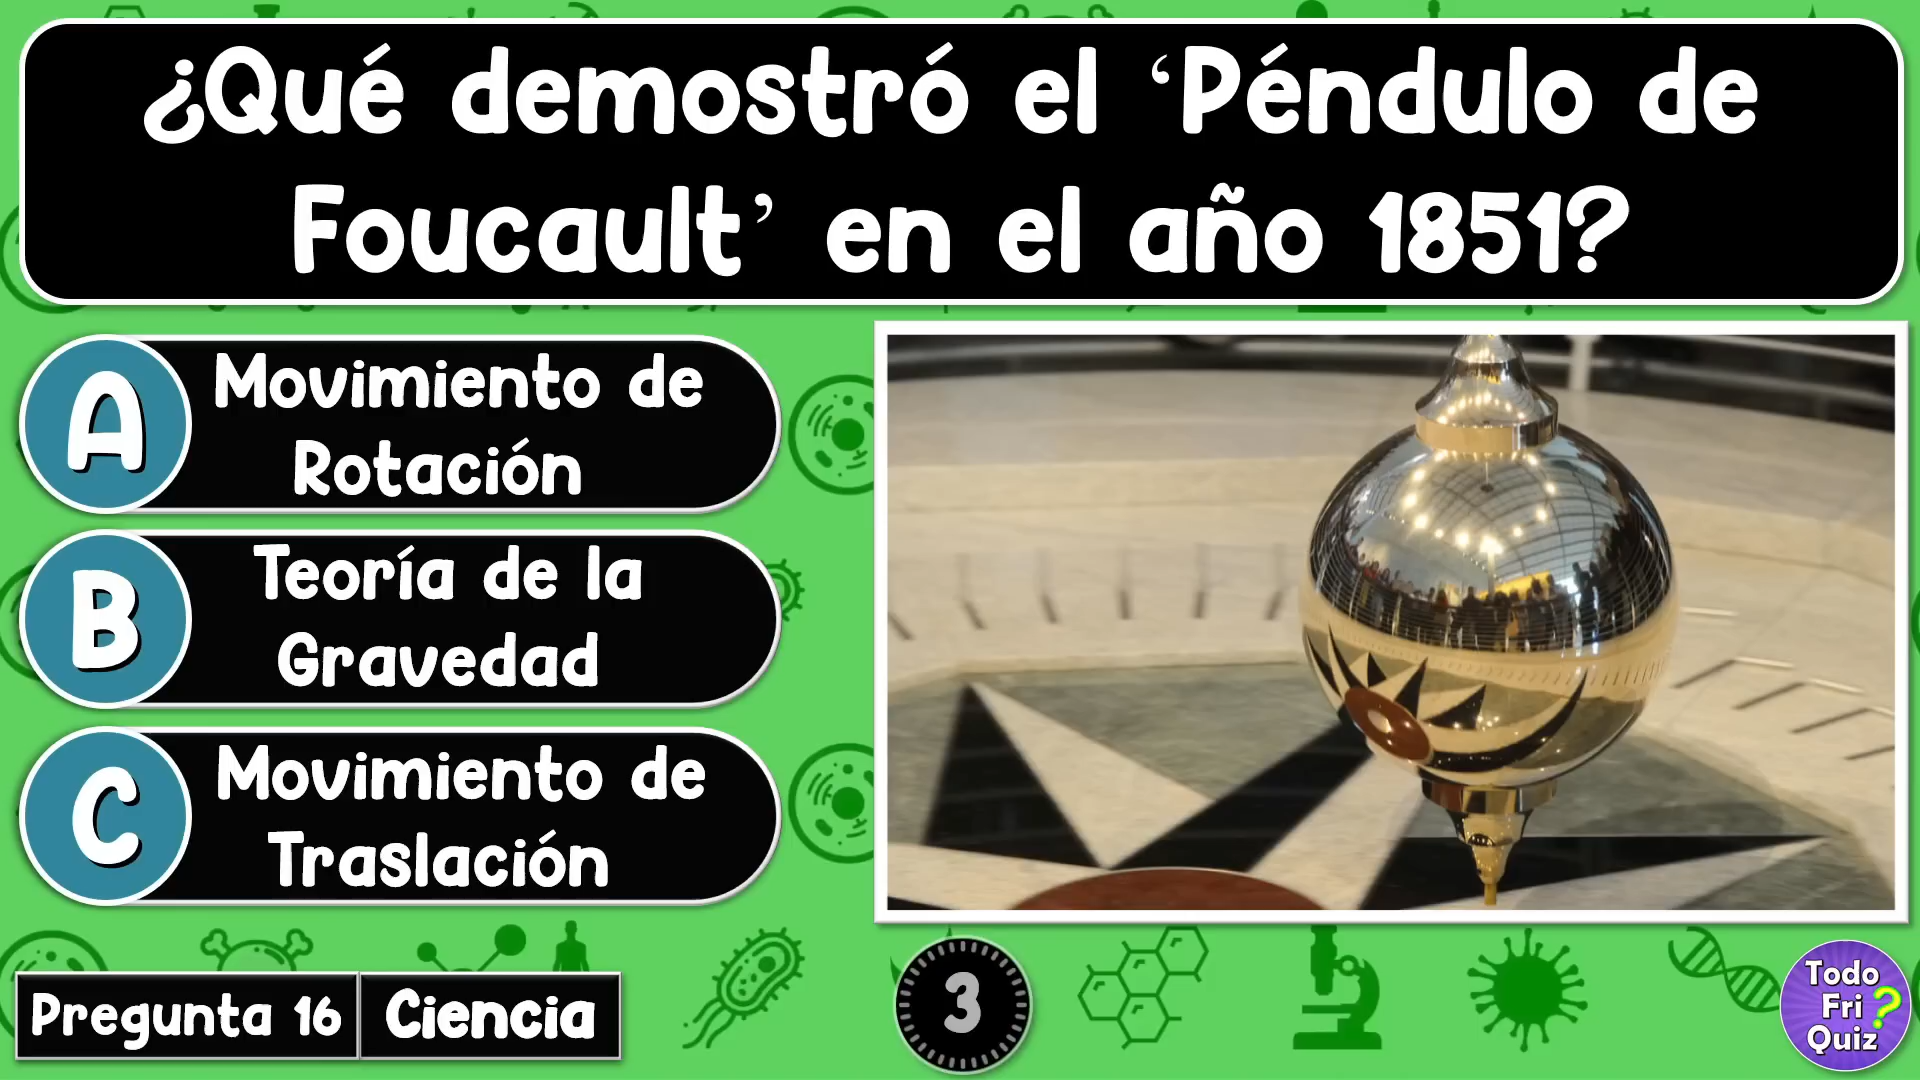 ¿Qué demostró el ‘Péndulo de
Foucault’ en el año 1851?
A
Movimiento de
Rotación
B
Teoría de la
Gravedad
C
Movimiento de
Traslación
Pregunta 16
Ciencia
3
Todo
Fri
Quiz
?